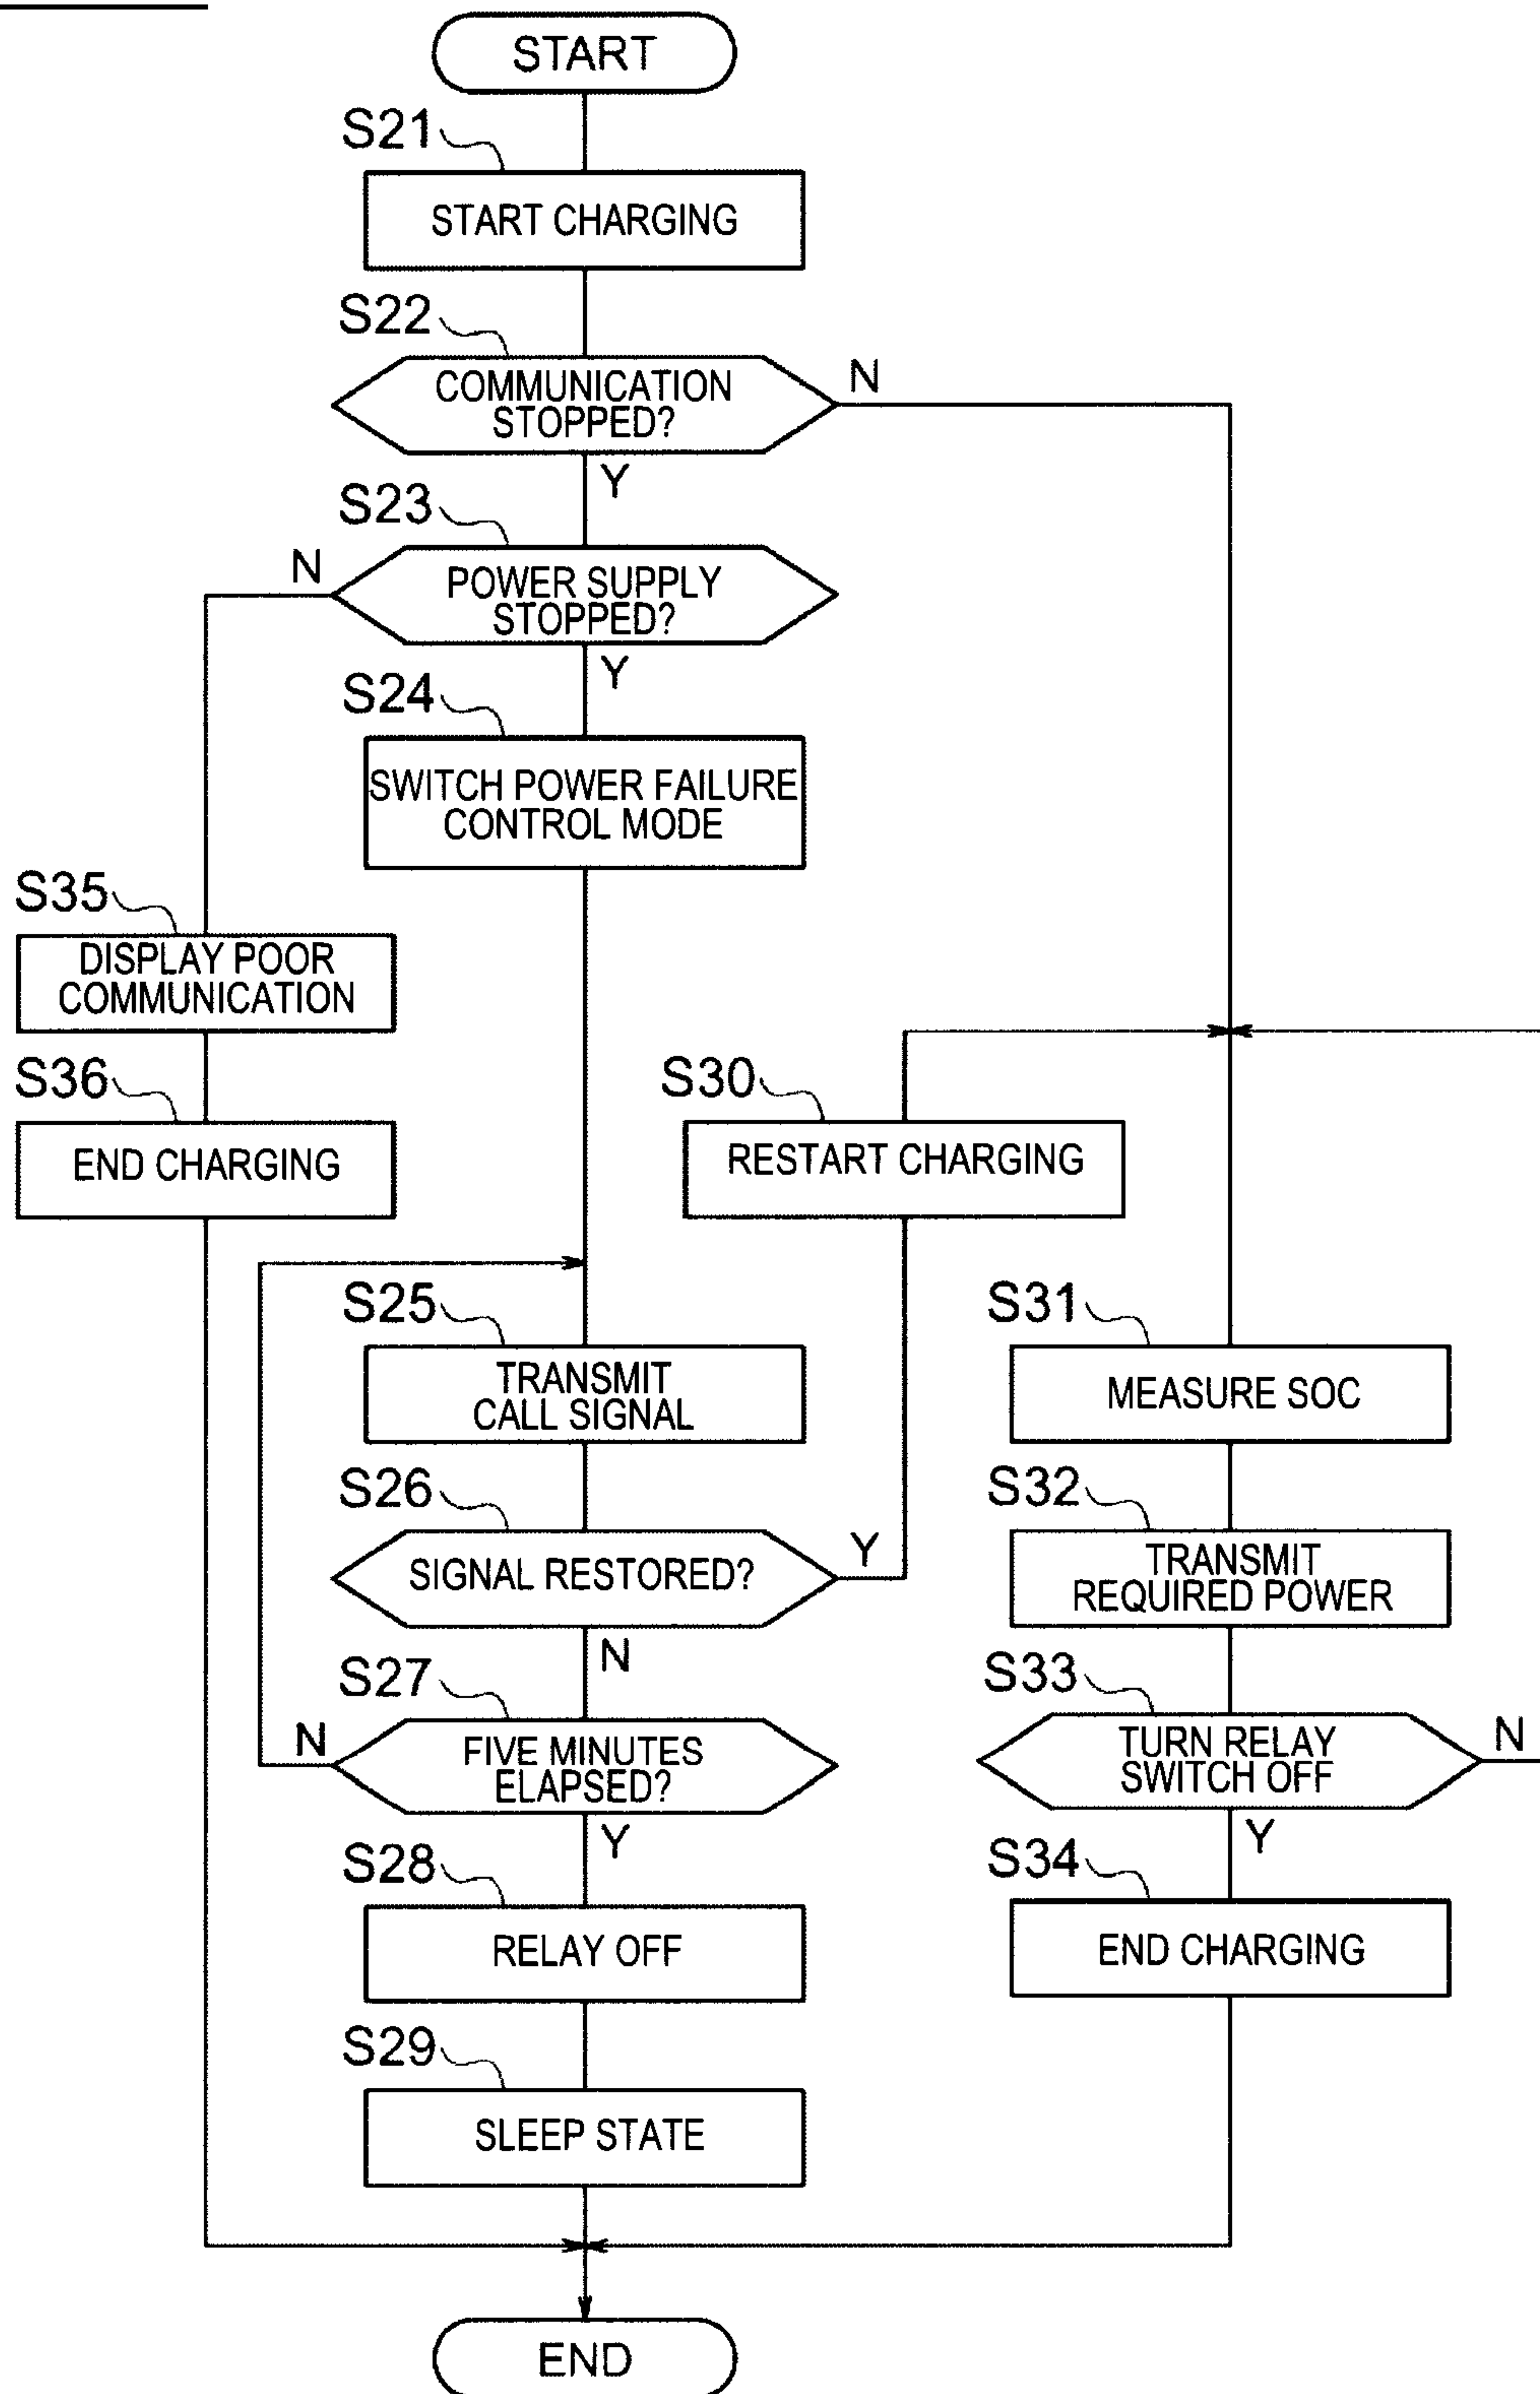 START
S21
START CHARGING
S22
COMMUNICATION
STOPPED?
N
Y
S23
N
POWER SUPPLY
STOPPED?
Y
S24
SWITCH POWER FAILURE
CONTROL MODE
S35
DISPLAY POOR
COMMUNICATION
S36
END CHARGING
S30
RESTART CHARGING
S25
TRANSMIT
CALL SIGNAL
S26
SIGNAL RESTORED?
Y
N
S27
N
FIVE MINUTES
ELAPSED?
Y
S28
RELAY OFF
S29
SLEEP STATE
S31
MEASURE SOC
S32
TRANSMIT
REQUIRED POWER
S33
TURN RELAY
SWITCH OFF
N
Y
S34
END CHARGING
END